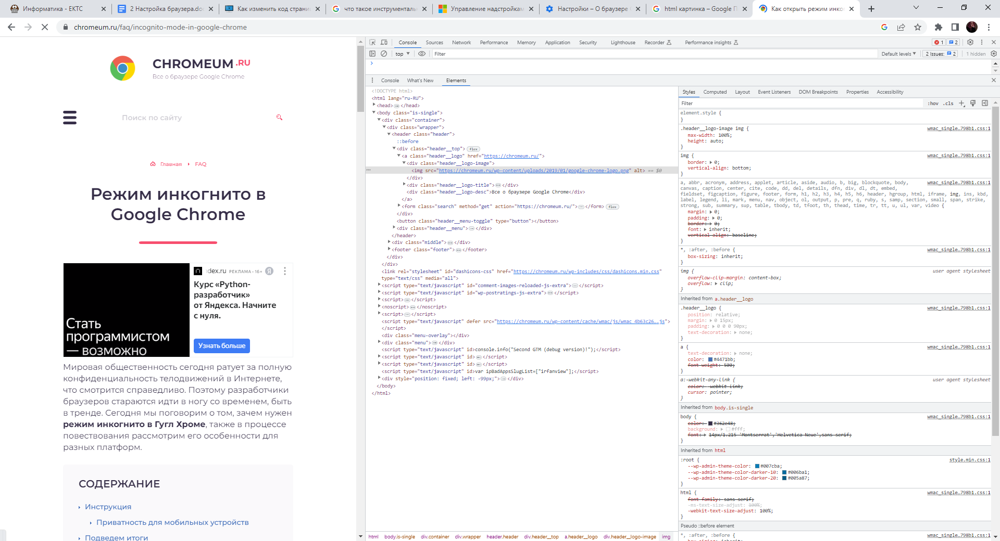 Информатика - ЕКТС
2 Настройка браузера.do
Как изменить код страни
что такое инструменталь
Управление надстройкам
Настройки – О браузере
html картинка – Google П
Как открыть режим инког
chromeum.ru/faq/incognito-mode-in-google-chrome
CHROMEUM .RU
Все о браузере Google Chrome
Поиск по сайту
Главная FAQ
Режим инкогнито в
Google Chrome
Стать
программистом
— возможно
dex.ru РЕКЛАМА • 16+ Я
Курс «Python-
разработчик»
от Яндекса. Начните
с нуля.
Узнать больше
Мировая общественность сегодня ратует за полную
конфиденциальность телодвижений в Интернете,
что смотрится справедливо. Поэтому разработчики
браузеров стараются идти в ногу со временем, быть
в тренде. Сегодня мы поговорим о том, зачем нужен
режим инкогнито в Гугл Хроме, также в процессе
повествования рассмотрим его особенности для
разных платформ.
СОДЕРЖАНИЕ
Инструкция
Приватность для мобильных устройств
Подведем итоги
Console Sources Network Performance Memory Application Security Lighthouse Recorder Performance insights 1 2
top Filter Default levels 2 Issues: 2 1 hidden
Console What's New Elements
<!DOCTYPE html>
<html lang="ru-RU">
<head>…</head>
<body class="is-single">
<div class="container">
<div class="wrapper">
<header class="header">
::before
<div class="header__top"> flex
<a class="header__logo" href="https://chromeum.ru/">
<div class="header__logo-image">
<img src="https://chromeum.ru/wp-content/uploads/2019/01/google-chrome-logo.png" alt> == $0
</div>
<div class="header__logo-title">…</div>
<div class="header__logo-desc">Все о браузере Google Chrome</div>
</a>
<form class="search" method="get" action="https://chromeum.ru/">…</form> flex
</div>
<button class="header__menu-toggle" type="button"></button>
<div class="header__menu">…</div>
</header>
<div class="middle">…</div>
<footer class="footer">…</footer>
</div>
</div>
<link rel="stylesheet" id="dashicons-css" href="https://chromeum.ru/wp-includes/css/dashicons.min.css"
type="text/css" media="all">
<script type="text/javascript" id="comment-images-reloaded-js-extra">…</script>
<script type="text/javascript" id="wp-postratings-js-extra">…</script>
<script>…</script>
<noscript>…</noscript>
<script>…</script>
<script type="text/javascript" defer src="https://chromeum.ru/wp-content/cache/wmac/js/wmac_4b63c26….js">
</script>
<div class="menu-overlay"></div>
<div class="menu">…</div>
<script type="text/javascript" id>console.info("Second GTM (debug version)!");</script>
<script type="text/javascript" id>…</script>
<script type="text/javascript" id>…</script>
<script type="text/javascript" id>var ipBadAppsSlugList=["irfanview"];</script>
<div style="position: fixed; left: -99px;">…</div>
</body>
</html>
html body.is-single div.container div.wrapper header.header div.header__top a.header__logo div.header__logo-image img
Styles Computed Layout Event Listeners DOM Breakpoints Properties Accessibility
Filter :hov .cls
element.style {
}
.header__logo-image img { wmac_single…798b1.css:1
max-width: 100%;
height: auto;
}
img { wmac_single…798b1.css:1
border: 0;
vertical-align: bottom;
}
a, abbr, acronym, address, applet, article, aside, audio, b, big, blockquote, body, wmac_single…798b1.css:1
canvas, caption, center, cite, code, dd, del, details, dfn, div, dl, dt, embed,
fieldset, figcaption, figure, footer, form, h1, h2, h3, h4, h5, h6, header, hgroup, html, iframe, img, ins, kbd,
label, legend, li, mark, menu, nav, object, ol, output, p, pre, q, ruby, s, samp, section, small, span, strike,
strong, sub, summary, sup, table, tbody, td, tfoot, th, thead, time, tr, tt, u, ul, var, video {
margin: 0;
padding: 0;
border: 0;
font: inherit;
vertical-align: baseline;
}
*, :after, :before { wmac_single…798b1.css:1
box-sizing: inherit;
}
img { user agent stylesheet
overflow-clip-margin: content-box;
overflow: clip;
}
Inherited from a.header__logo
.header__logo { wmac_single…798b1.css:1
position: relative;
margin: 0 15px;
padding: 0 0 0 90px;
text-decoration: none;
}
a { wmac_single…798b1.css:1
text-decoration: none;
color: #4471bb;
font-weight: 500;
}
a:-webkit-any-link { user agent stylesheet
color: -webkit-link;
cursor: pointer;
}
Inherited from body.is-single
body { wmac_single…798b1.css:1
color: #362e48;
background: #fff;
font: 14px/1.215 'Montserrat','Helvetica Neue',sans-serif;
}
Inherited from html
:root { style.min.css:1
--wp-admin-theme-color: #007cba;
--wp-admin-theme-color-darker-10: #006ba1;
--wp-admin-theme-color-darker-20: #005a87;
}
html { wmac_single…798b1.css:1
font-family: sans-serif;
-ms-text-size-adjust: 100%;
-webkit-text-size-adjust: 100%;
}
Pseudo ::before element
*, :after, :before { wmac_single…798b1.css:1